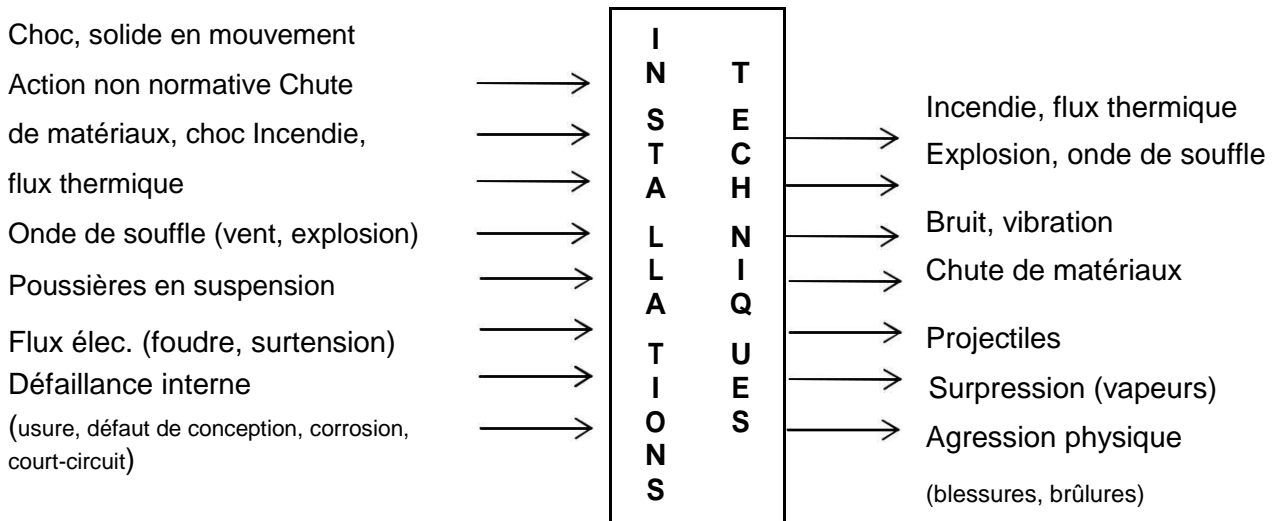 Choc, solide en mouvement
Action non normative Chute
de matériaux, choc Incendie,
flux thermique
Onde de souffle (vent, explosion)
Poussières en suspension
Flux élec. (foudre, surtension)
Défaillance interne
(usure, défaut de conception, corrosion,
court-circuit)
I
N
S
T
A
L
L
A
T
I
O
N
S
T
E
C
H
N
I
Q
U
E
S
Incendie, flux thermique
Explosion, onde de souffle
Bruit, vibration
Chute de matériaux
Projectiles
Surpression (vapeurs)
Agression physique
(blessures, brûlures)